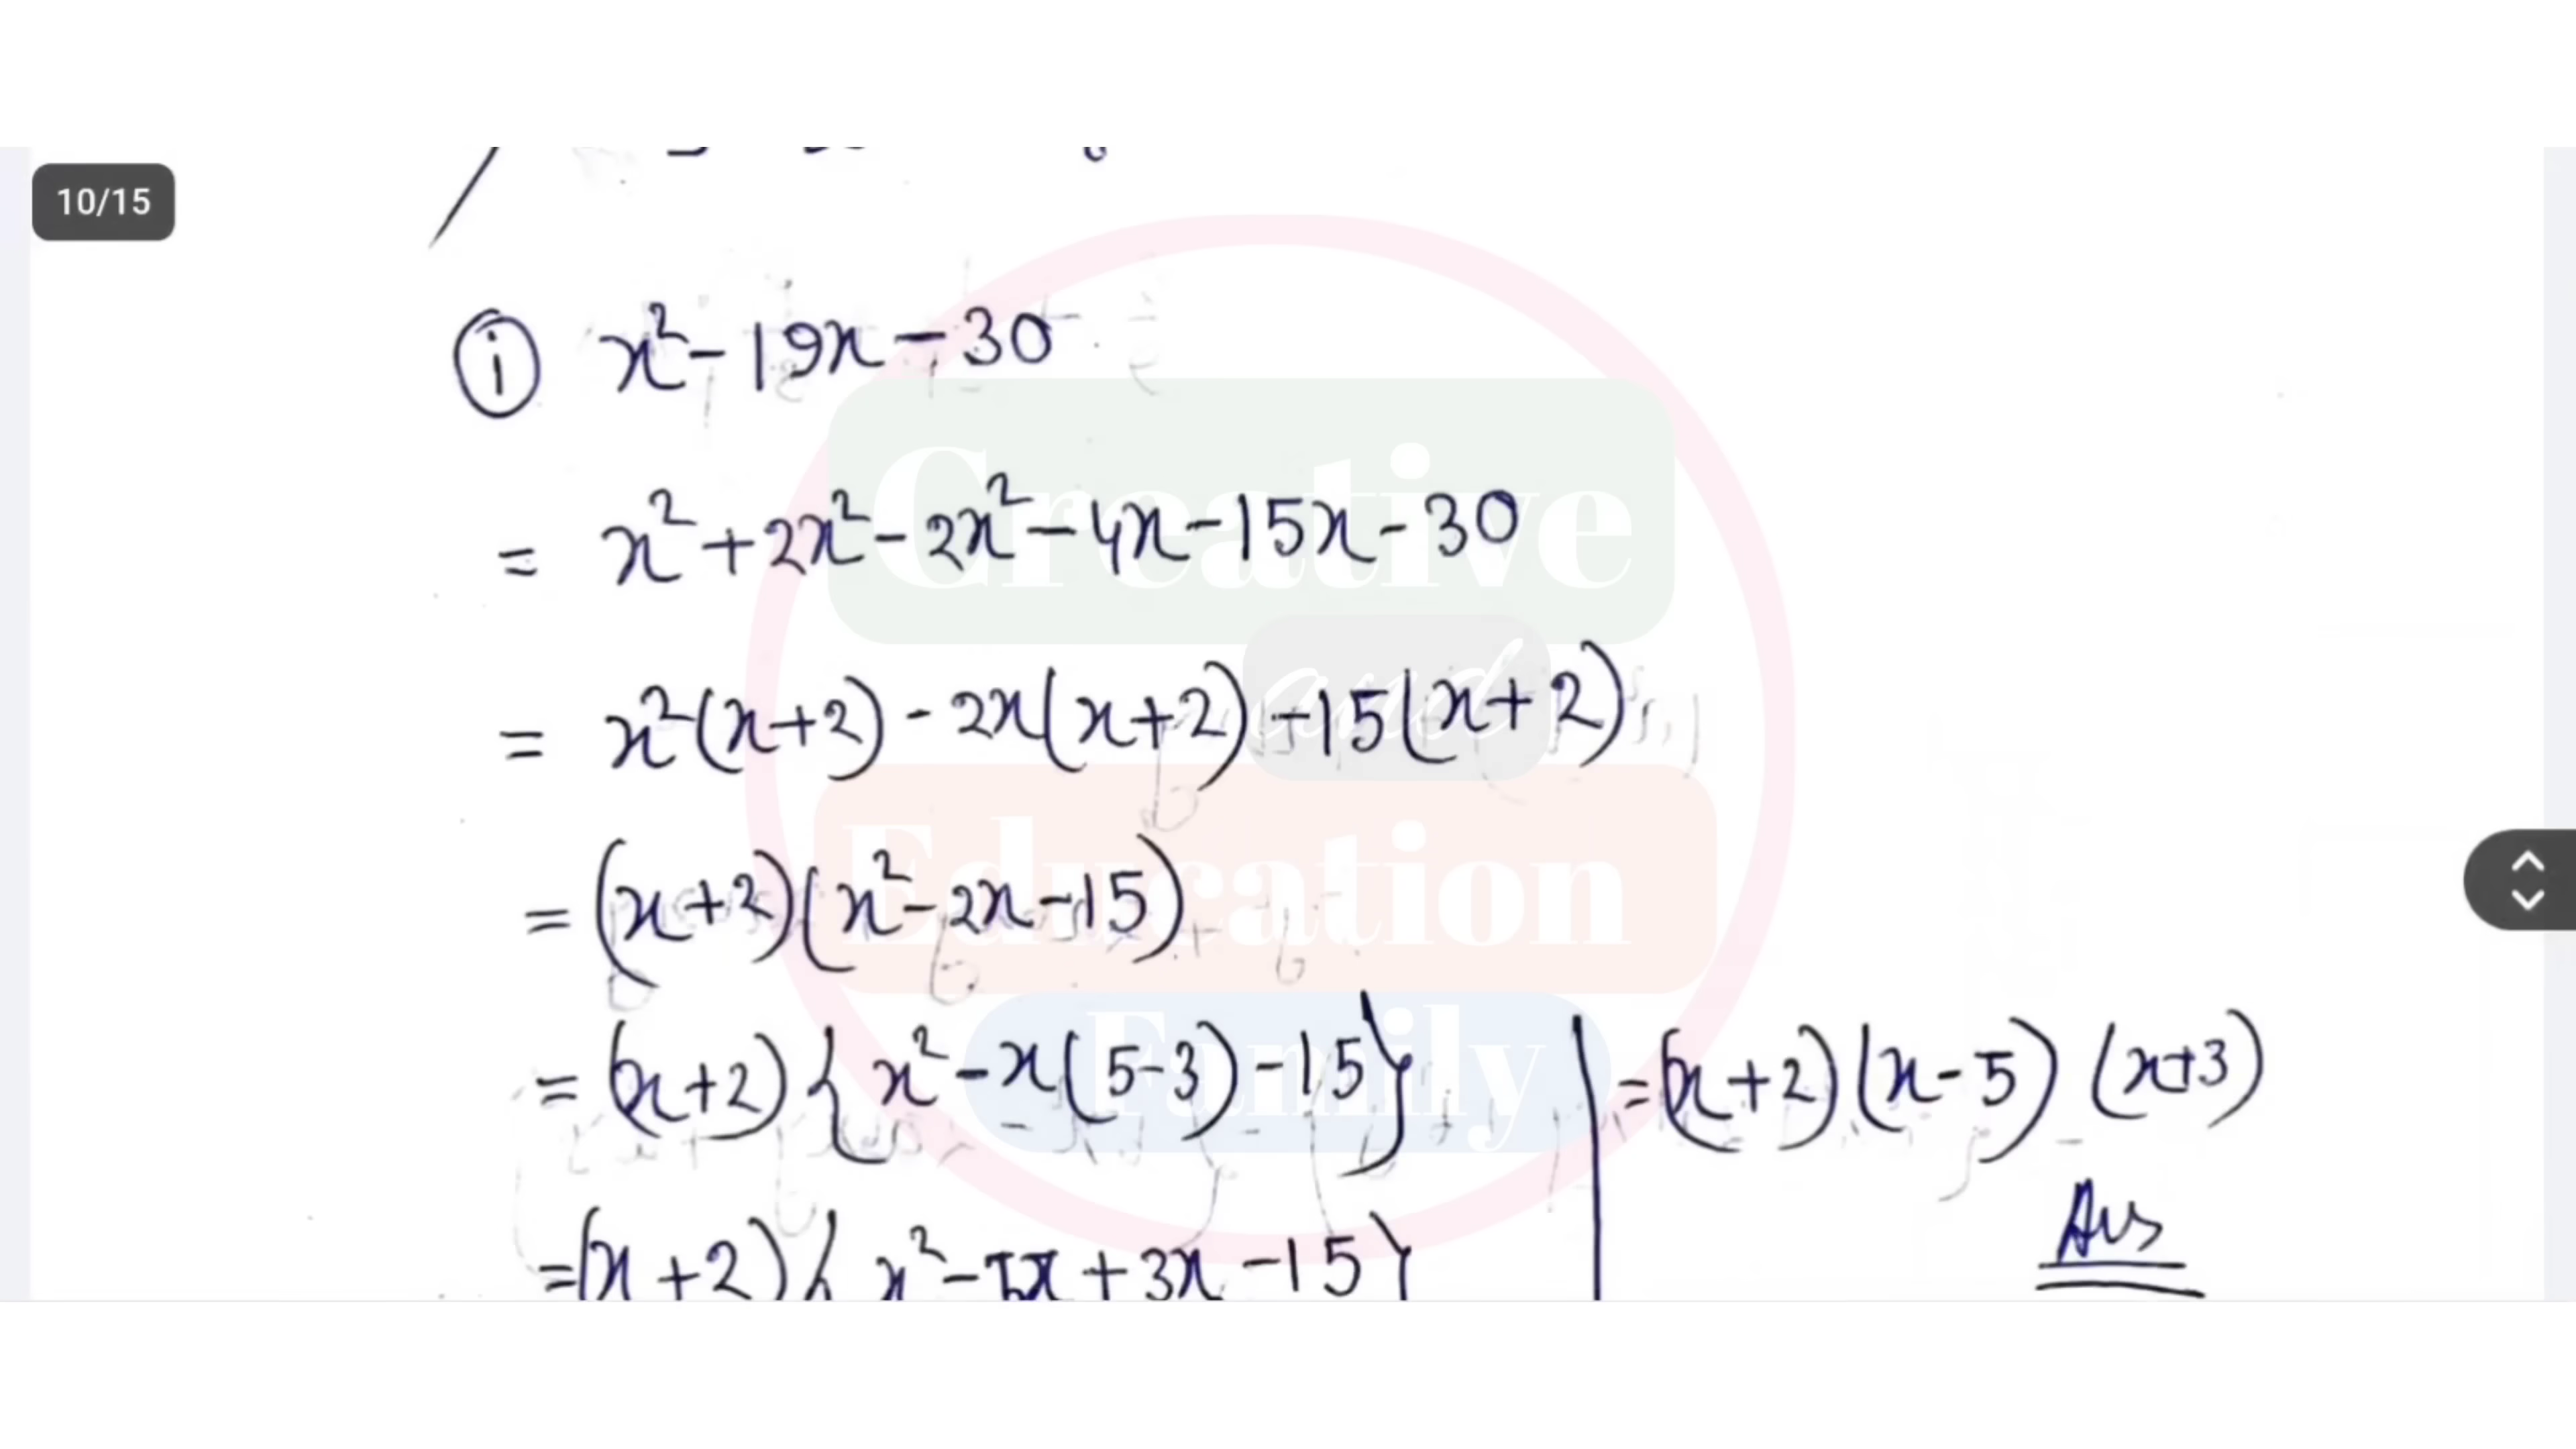 10/15
(i) x² - 19x - 30
= x² + 2x² - 2x² - 4x - 15x - 30
= x²(x+2) - 2x(x+2) - 15(x+2)
= (x+2)(x² - 2x - 15)
= (x+2){x² - x(5-3) - 15}
= (x+2){x² - 5x + 3x - 15}
= (x+2)(x-5)(x+3)
Ans
Creative
and
Education
Family